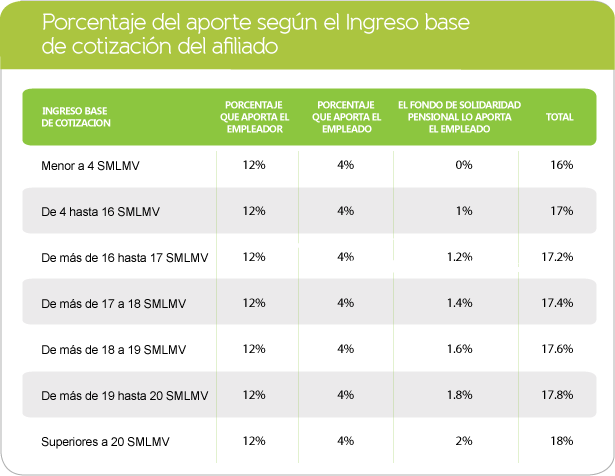 Porcentaje del aporte según el Ingreso base
de cotización del afiliado
INGRESO BASE
DE COTIZACION
PORCENTAJE
QUE APORTA EL
EMPLEADOR
PORCENTAJE
QUE APORTA EL
EMPLEADO
EL FONDO DE SOLIDARIDAD
PENSIONAL LO APORTA
EL EMPLEADO
TOTAL
Menor a 4 SMLMV 12% 4% 0% 16%
De 4 hasta 16 SMLMV 12% 4% 1% 17%
De más de 16 hasta 17 SMLMV 12% 4% 1.2% 17.2%
De más de 17 a 18 SMLMV 12% 4% 1.4% 17.4%
De más de 18 a 19 SMLMV 12% 4% 1.6% 17.6%
De más de 19 hasta 20 SMLMV 12% 4% 1.8% 17.8%
Superiores a 20 SMLMV 12% 4% 2% 18%